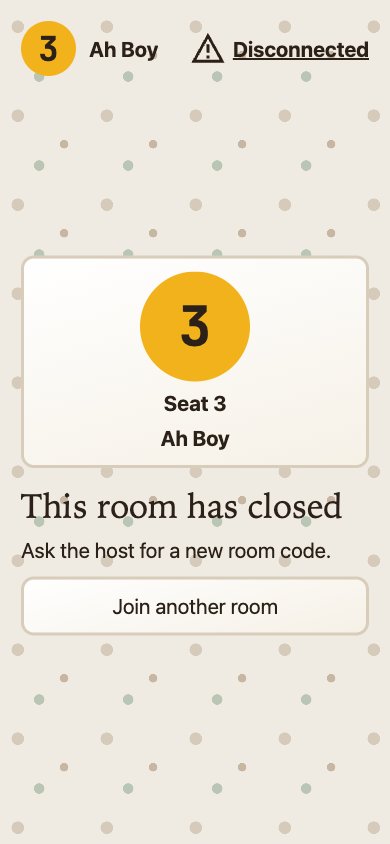 3 Ah Boy Disconnected
3
Seat 3
Ah Boy
This room has closed
Ask the host for a new room code.
Join another room